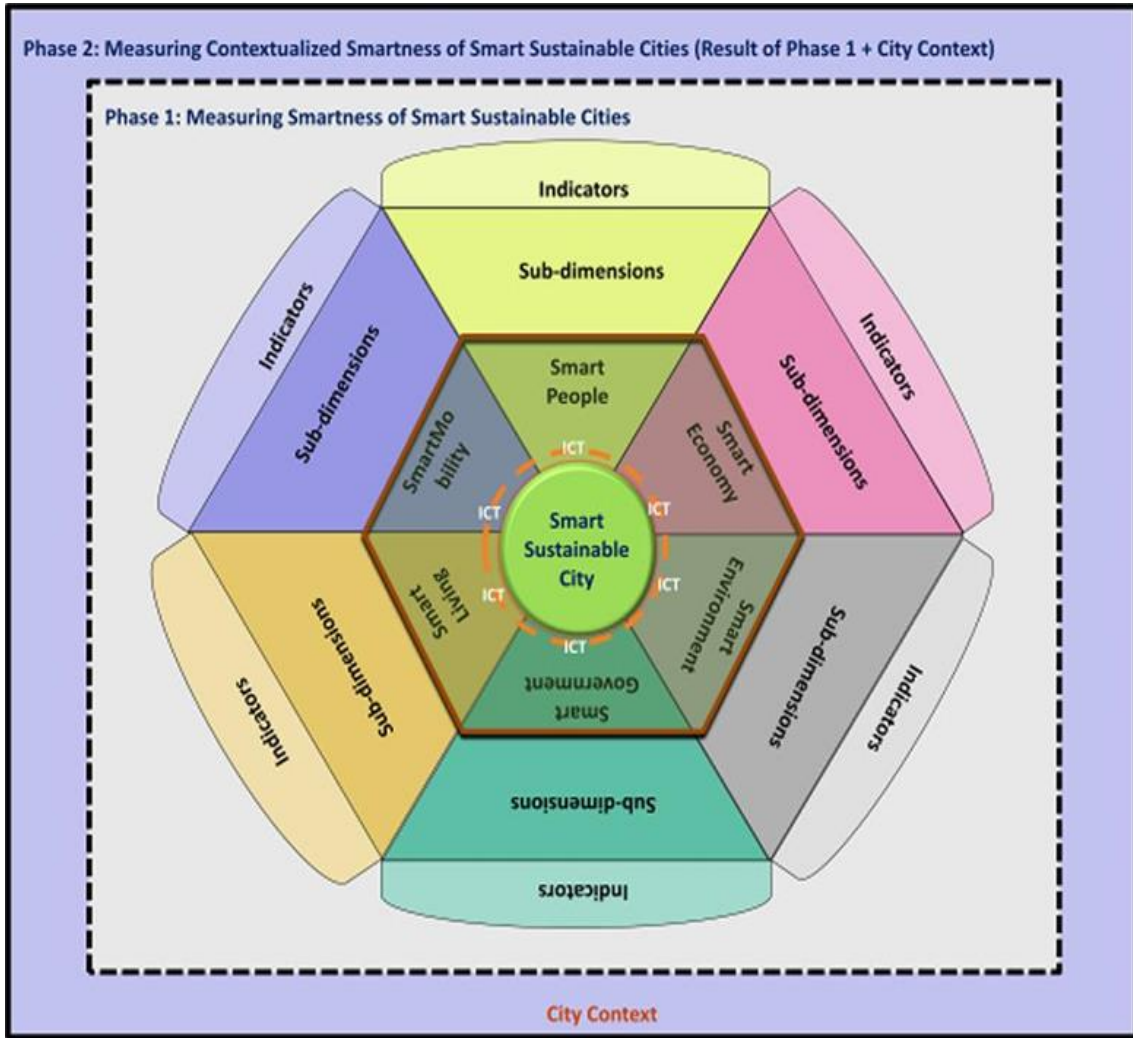 Phase 2: Measuring Contextualized Smartness of Smart Sustainable Cities (Result of Phase 1 + City Context)
Phase 1: Measuring Smartness of Smart Sustainable Cities
Indicators
Sub-dimensions
Smart
People
Indicators
Sub-dimensions
SmartMo
bility
Indicators
Sub-dimensions
Smart
Economy
ICT
ICT
ICT
Smart
Sustainable
City
ICT
ICT
ICT
Smart
Living
Sub-dimensions
Indicators
Smart
Environment
Sub-dimensions
Indicators
Smart
Government
Sub-dimensions
Indicators
City Context